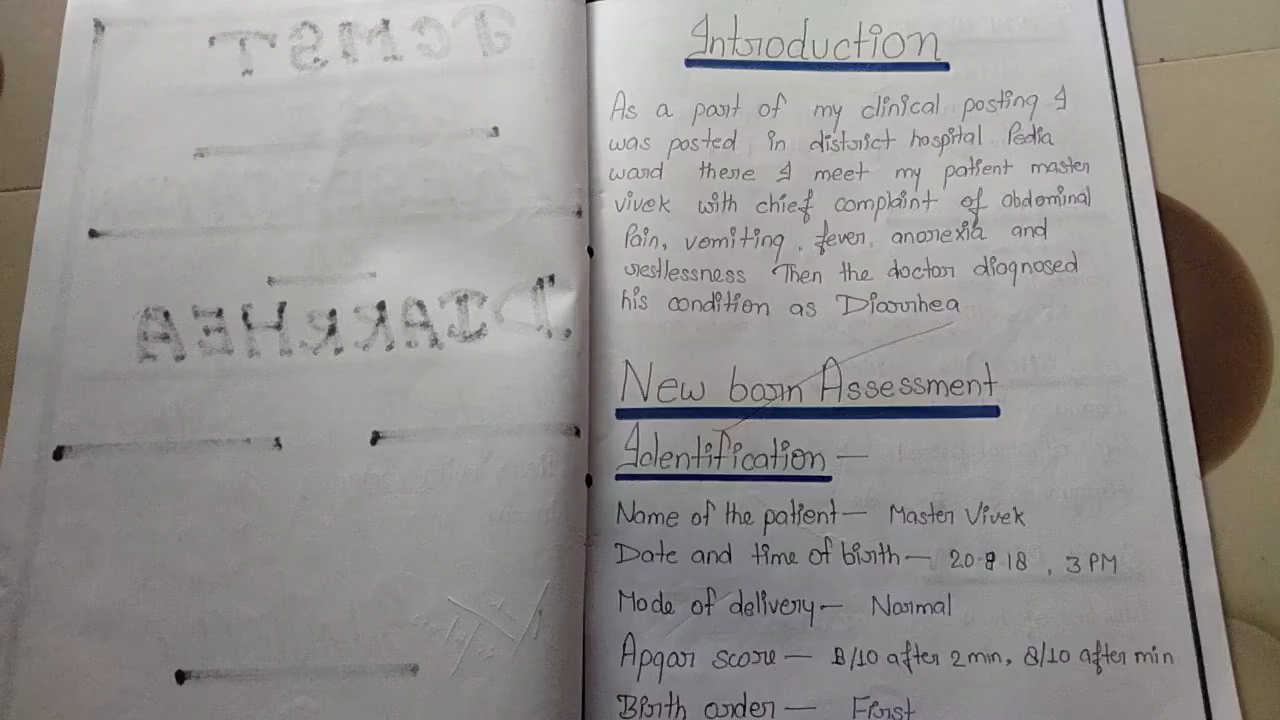 Introduction
As a part of my clinical posting I
was posted in district hospital Pedia
ward there I meet my patient master
vivek with chief complaint of abdominal
Pain, vomiting, fever, anorexia and
restlessness Then the doctor diagnosed
his condition as Diarrhea
New born Assessment
Identification —
Name of the patient — Master Vivek
Date and time of birth — 20 8 18, 3 PM
Mode of delivery — Normal
Apgar score — 8/10 after 2 min, 8/10 after min
Birth order — First
DIARRHEA